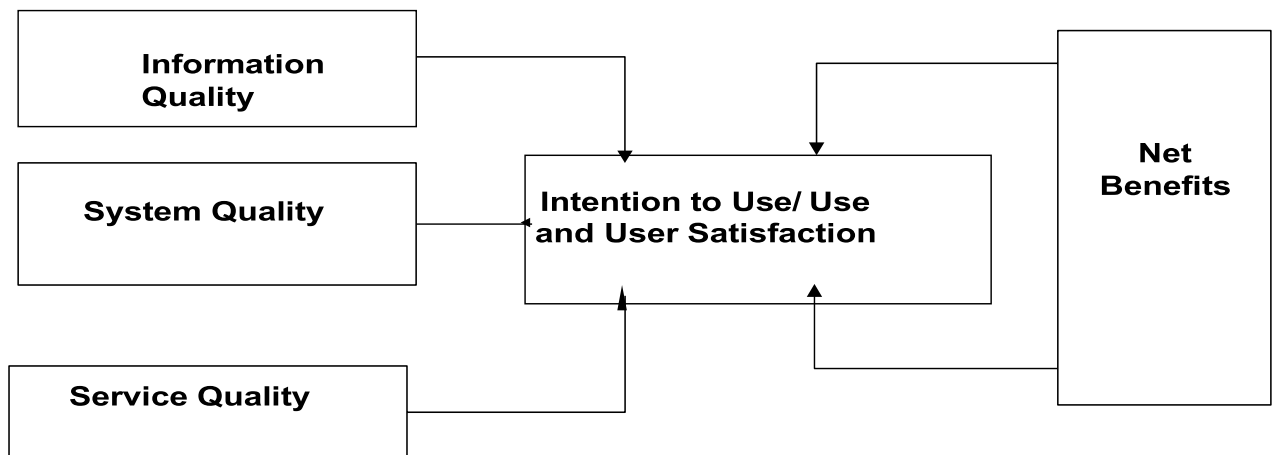 Information
Quality
System Quality
Service Quality
Intention to Use/ Use
and User Satisfaction
Net
Benefits